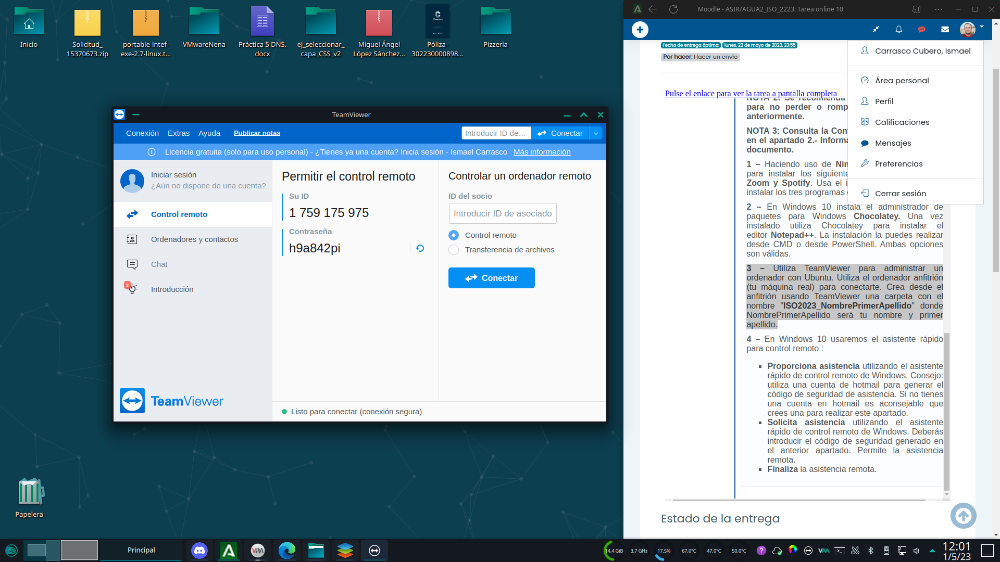 Inicio
Solicitud_
15370673.zip
portable-intef-
exe-2.7-linux.t...
VMwareNena
Práctica 5 DNS.
docx
ej_seleccionar_
capa_CSS_v2
Miguel Ángel
López Sánchez...
Póliza-
302230000898...
Pizzeria
TeamViewer
Conexión Extras Ayuda Publicar notas
Introducir ID de... Conectar
Licencia gratuita (solo para uso personal) - ¿Tienes ya una cuenta? Inicia sesión - Ismael Carrasco Más información
Iniciar sesión
¿Aún no dispone de una cuenta?
Control remoto
Ordenadores y contactos
Chat
3
Introducción
TeamViewer
Permitir el control remoto
Su ID
1 759 175 975
Contraseña
h9a842pi
Controlar un ordenador remoto
ID del socio
Introducir ID de asociado
Control remoto
Transferencia de archivos
Conectar
Listo para conectar (conexión segura)
Papelera
Moodle - ASIR/AGUA2_ISO_2223: Tarea online 10
Fecha de entrega óptima: lunes, 22 de mayo de 2023, 23:55
Por hacer: Hacer un envío
Carrasco Cubero, Ismael
Área personal
Perfil
Calificaciones
Mensajes
Preferencias
Cerrar sesión
Pulse el enlace para ver la tarea a pantalla completa
NOTA 2: Se recomienda
para no perder o romp
anteriormente.
NOTA 3: Consulta la Con
en el apartado 2.- Informa
documento.
1 – Haciendo uso de Nin
para instalar los siguiente
Zoom y Spotify. Usa el i
instalar los tres programas
2 – En Windows 10 instala el administrador de
paquetes para Windows Chocolatey. Una vez
instalado utiliza Chocolatey para instalar el
editor Notepad++. La instalación la puedes realizar
desde CMD o desde PowerShell. Ambas opciones
son válidas.
3 – Utiliza TeamViewer para administrar un
ordenador con Ubuntu. Utiliza el ordenador anfitrión
(tu máquina real) para conectarte. Crea desde el
anfitrión usando TeamViewer una carpeta con el
nombre "ISO2023_NombrePrimerApellido" donde
NombrePrimerApellido será tu nombre y primer
apellido.
4 – En Windows 10 usaremos el asistente rápido
para control remoto :
Proporciona asistencia utilizando el asistente
rápido de control remoto de Windows. Consejo:
utiliza una cuenta de hotmail para generar el
código de seguridad de asistencia. Si no tienes
una cuenta en hotmail es aconsejable que
crees una para realizar este apartado.
Solicita asistencia utilizando el asistente
rápido de control remoto de Windows. Deberás
introducir el código de seguridad generado en
el anterior apartado. Permite la asistencia
remota.
Finaliza la asistencia remota.
Estado de la entrega
Principal
14,4 GiB 3,7 GHz 17,5% 67,0°C 47,0°C 50,0°C
12:01
1/5/23